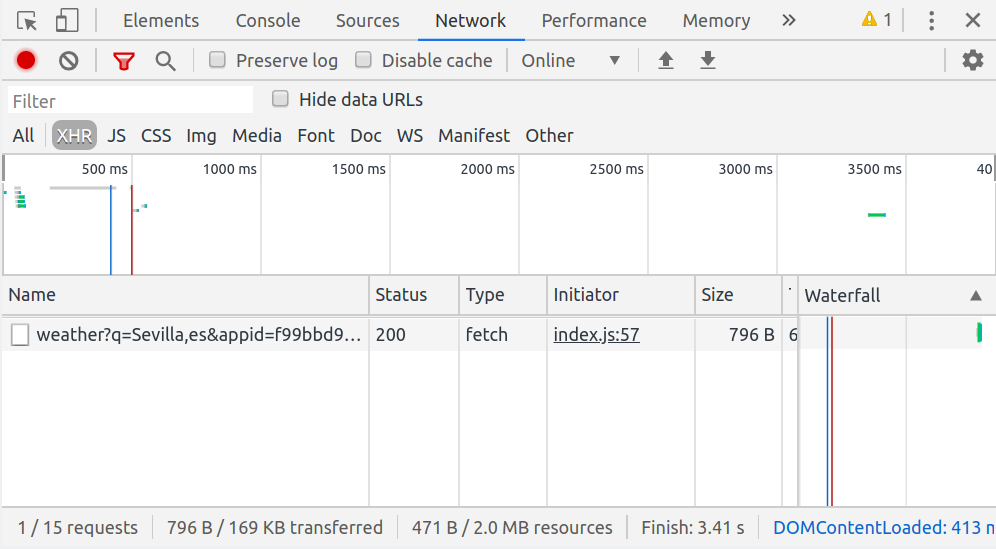 Elements Console Sources Network Performance Memory » 1
Preserve log Disable cache Online
Filter Hide data URLs
All XHR JS CSS Img Media Font Doc WS Manifest Other
500 ms 1000 ms 1500 ms 2000 ms 2500 ms 3000 ms 3500 ms 40
Name Status Type Initiator Size Waterfall
weather?q=Sevilla,es&appid=f99bbd9... 200 fetch index.js:57 796 B 6
1 / 15 requests 796 B / 169 KB transferred 471 B / 2.0 MB resources Finish: 3.41 s DOMContentLoaded: 413 m